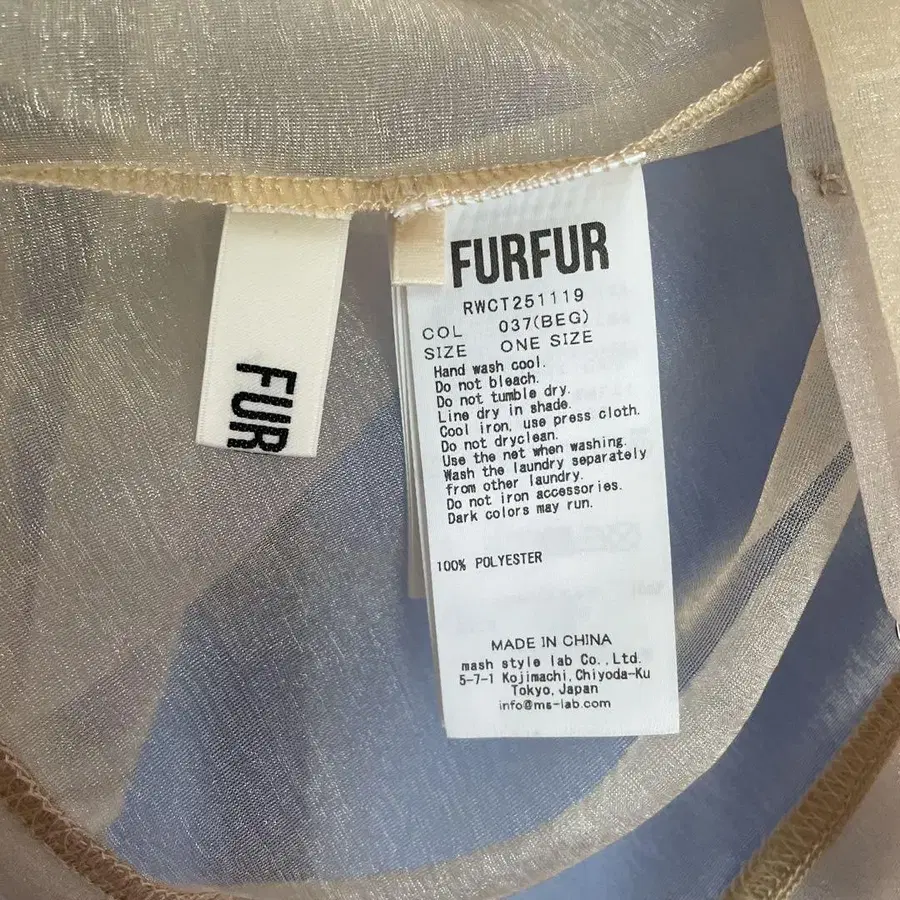 FUR
FURFUR
RWCT251119
COL 037(BEG)
SIZE ONE SIZE
Hand wash cool.
Do not bleach.
Do not tumble dry.
Line dry in shade.
Cool iron, use press cloth.
Do not dryclean.
Use the net when washing.
Wash the laundry separately
from other laundry.
Do not iron accessories.
Dark colors may run.
100% POLYESTER
MADE IN CHINA
mash style lab Co.,Ltd.
5-7-1 Kojimachi,Chiyoda-Ku
Tokyo,Japan
info@ms-lab.com